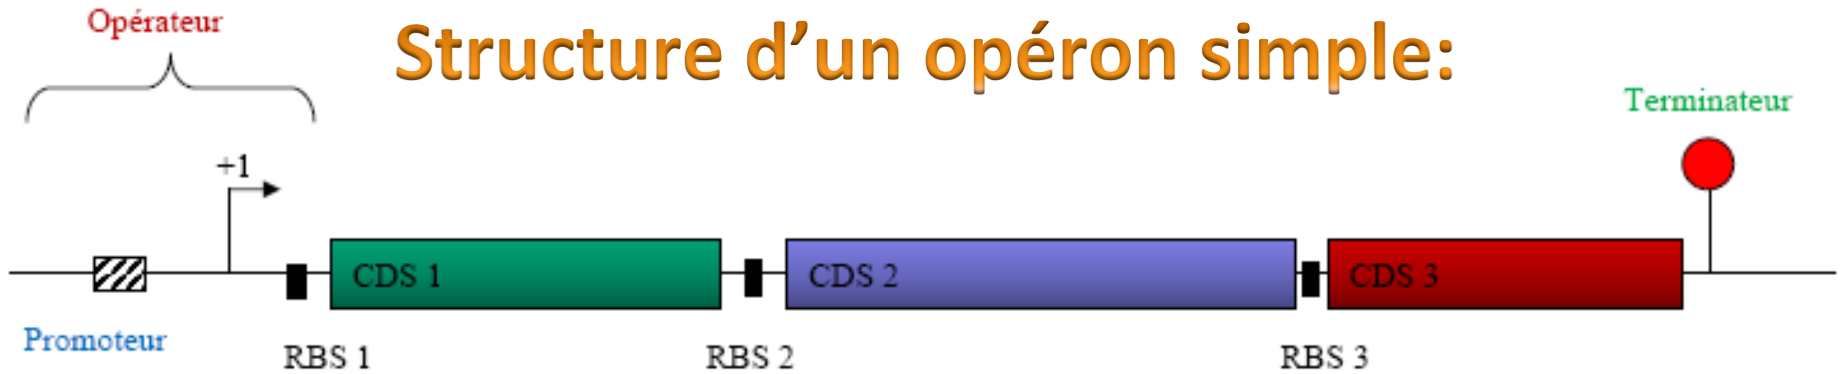 Opérateur
Structure d’un opéron simple:
Terminateur
+1
CDS 1
CDS 2
CDS 3
Promoteur
RBS 1
RBS 2
RBS 3